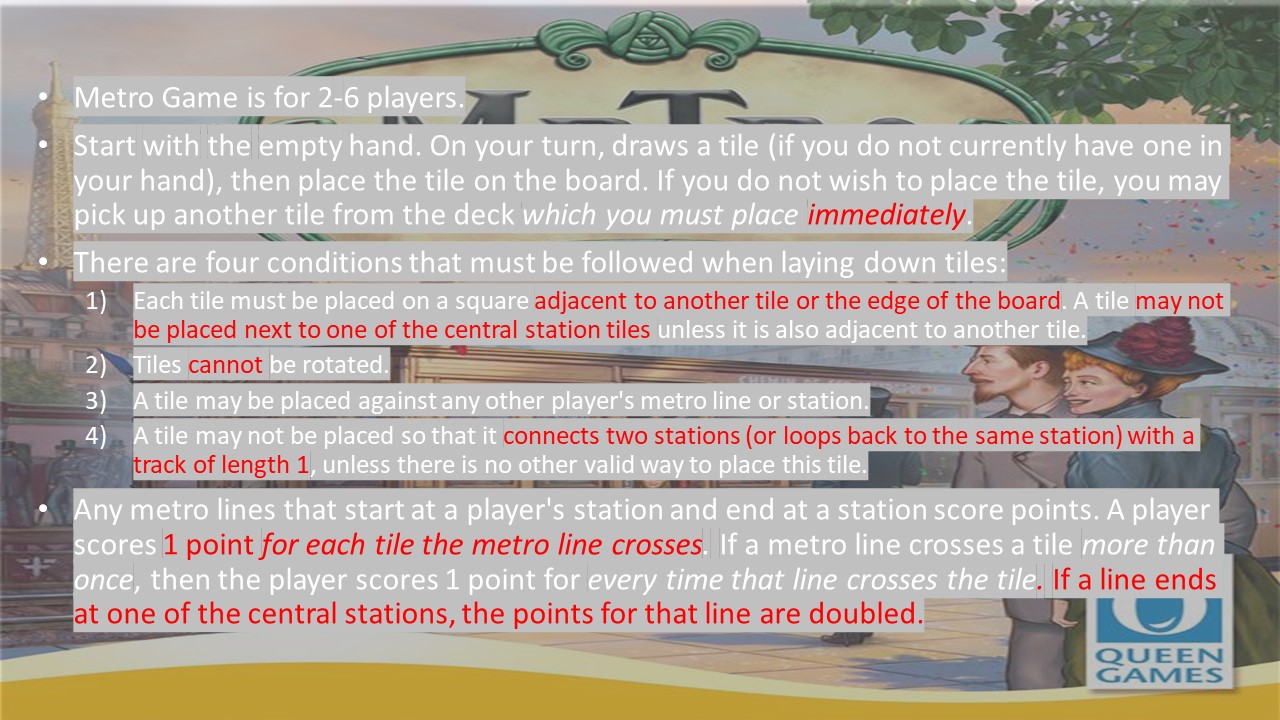 • Metro Game is for 2-6 players.
• Start with the empty hand. On your turn, draws a tile (if you do not currently have one in
your hand), then place the tile on the board. If you do not wish to place the tile, you may
pick up another tile from the deck which you must place immediately.
• There are four conditions that must be followed when laying down tiles:
1) Each tile must be placed on a square adjacent to another tile or the edge of the board. A tile may not
be placed next to one of the central station tiles unless it is also adjacent to another tile.
2) Tiles cannot be rotated.
3) A tile may be placed against any other player's metro line or station.
4) A tile may not be placed so that it connects two stations (or loops back to the same station) with a
track of length 1, unless there is no other valid way to place this tile.
• Any metro lines that start at a player's station and end at a station score points. A player
scores 1 point for each tile the metro line crosses. If a metro line crosses a tile more than
once, then the player scores 1 point for every time that line crosses the tile. If a line ends
at one of the central stations, the points for that line are doubled.
QUEEN
GAMES